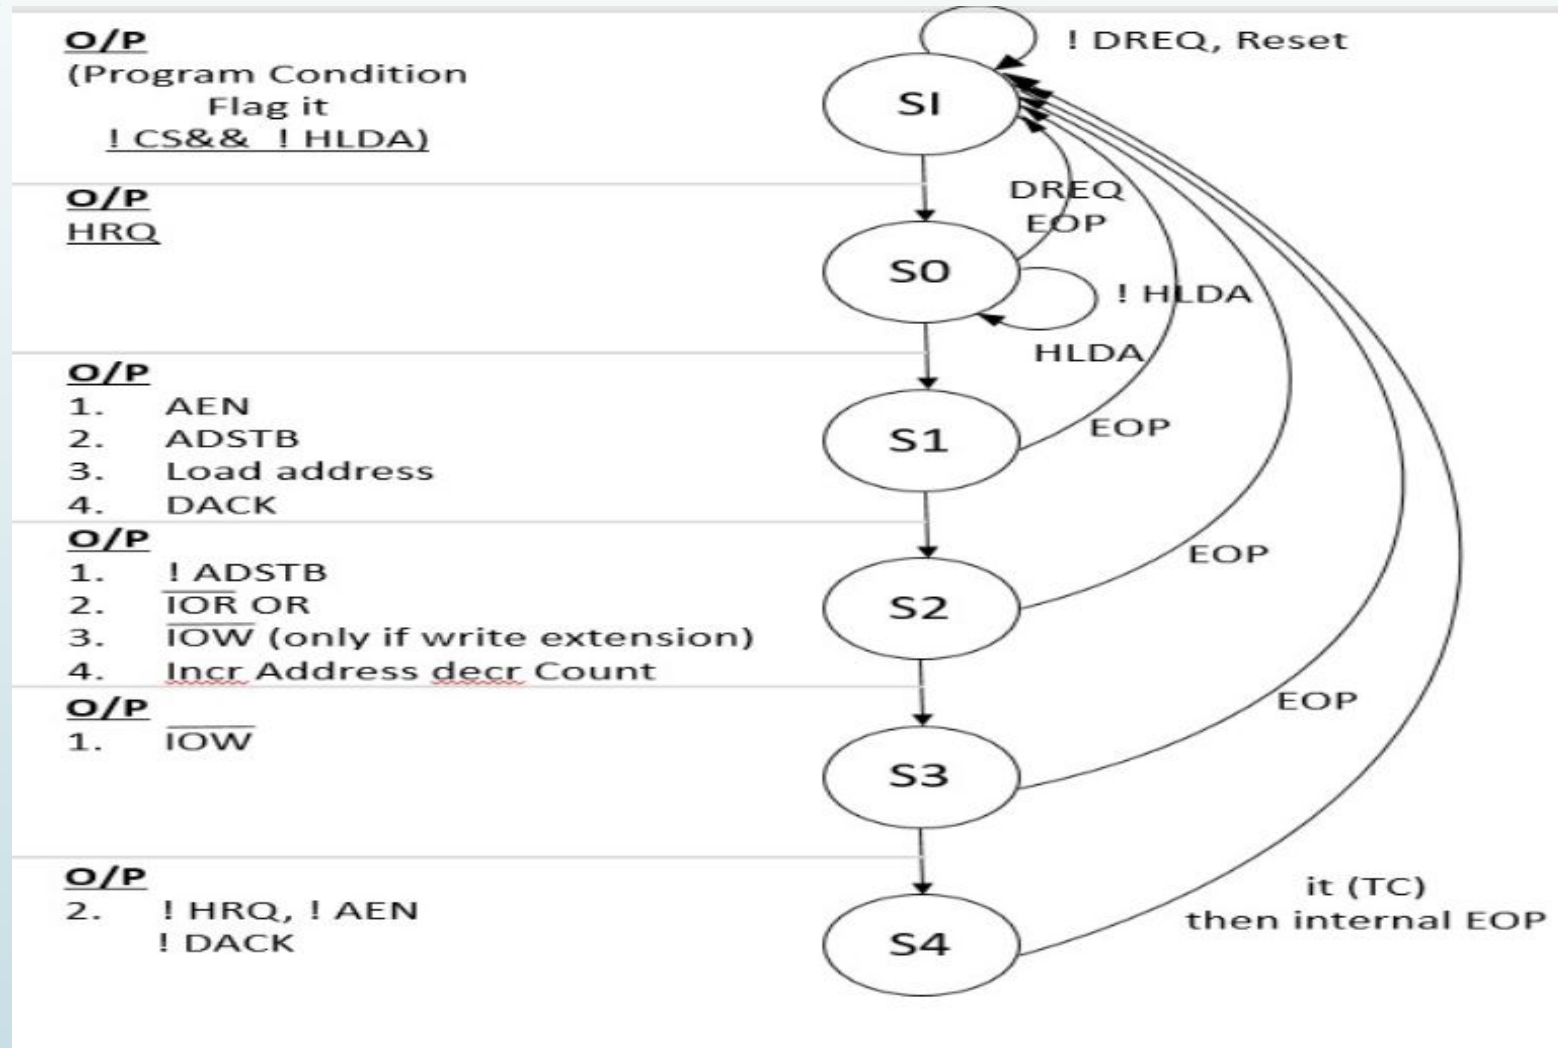 O/P
(Program Condition
Flag it
! CS&& ! HLDA)
! DREQ, Reset
SI
O/P
HRQ
DREQ
EOP
S0
! HLDA
HLDA
O/P
1. AEN
2. ADSTB
3. Load address
4. DACK
S1
EOP
O/P
1. ! ADSTB
2. IOR OR
3. IOW (only if write extension)
4. Incr Address decr Count
S2
EOP
O/P
1. IOW
S3
EOP
O/P
2. ! HRQ, ! AEN
! DACK
S4
it (TC)
then internal EOP